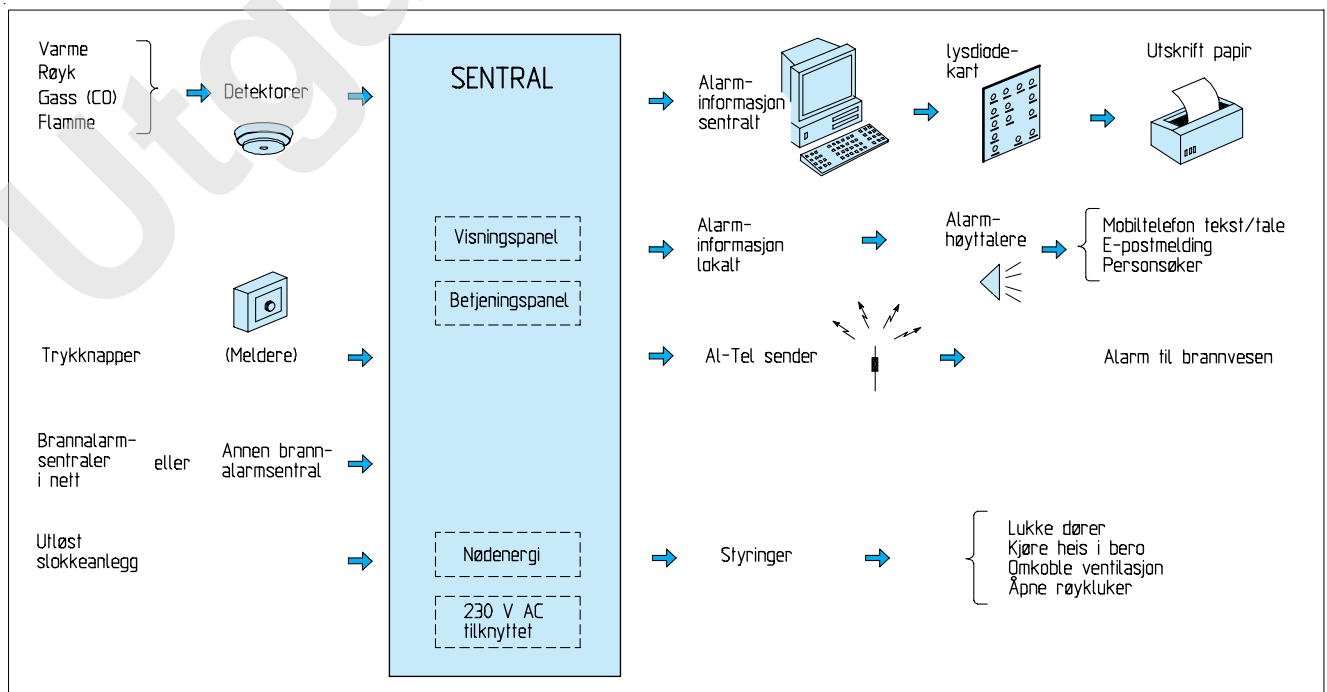 Varme
Røyk
Gass (CO)
Flamme
Detektorer
SENTRAL
Alarm-
informasjon
sentralt
lysdiode-
kart
Utskrift papir
Visningspanel
Alarm-
informasjon
lokalt
Alarm-
høyttalere
Mobiltelefon tekst/tale
E-postmelding
Personsøker
Betjeningspanel
Trykknapper
(Meldere)
Al-Tel sender
Alarm til brannvesen
Brannalarm-
sentraler
i nett
eller
Annen brann-
alarmsentral
Utløst
slokkeanlegg
Nødenergi
Styringer
Lukke dører
Kjøre heis i bero
Omkoble ventilasjon
Åpne røykluker
230 V AC
tilknyttet
Utg